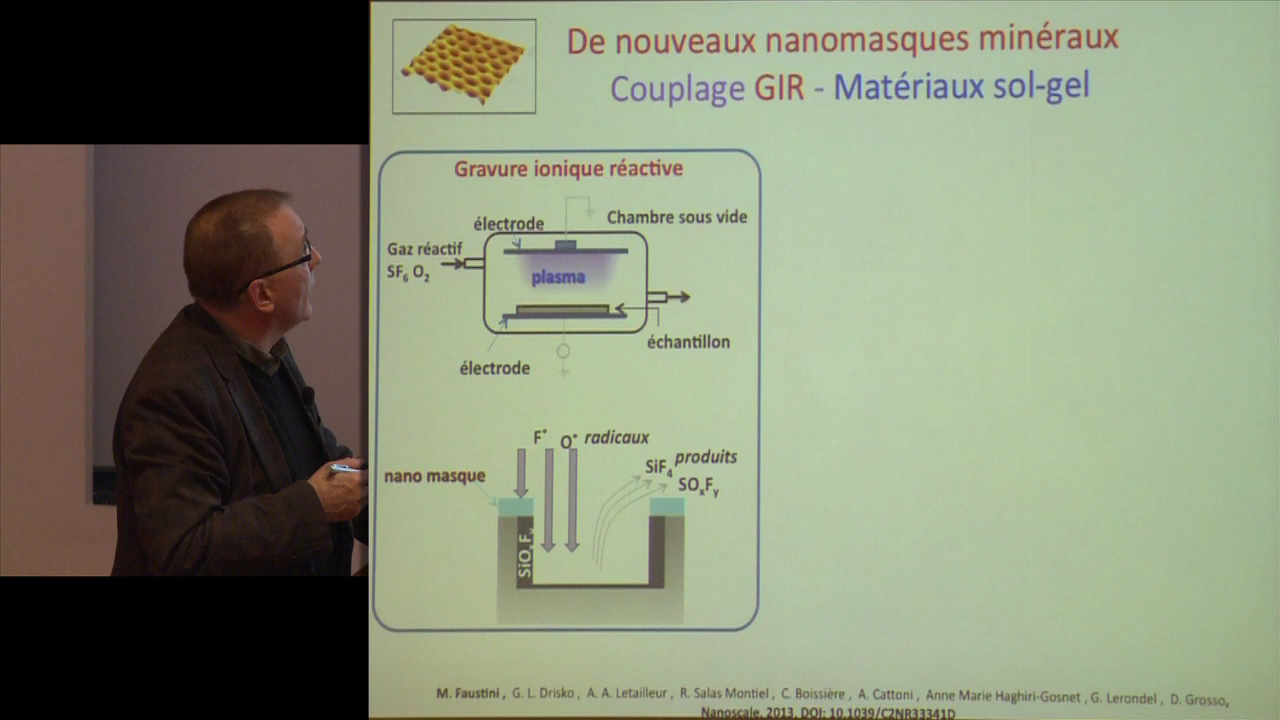 De nouveaux nanomasques minéraux
Couplage GIR - Matériaux sol-gel
Gravure ionique réactive
électrode
Chambre sous vide
Gaz réactif
SF6 O2
plasma
échantillon
électrode
F• O• radicaux
produits
SiF4
SOxFy
nano masque
SiOxFy
M. Faustini, G. L. Drisko, A. A. Letailleur, R. Salas Montiel, C. Boissière, A. Cattoni, Anne Marie Haghiri-Gosnet, G. Lerondel, D. Grosso,
Nanoscale, 2013, DOI: 10.1039/C2NR33341D